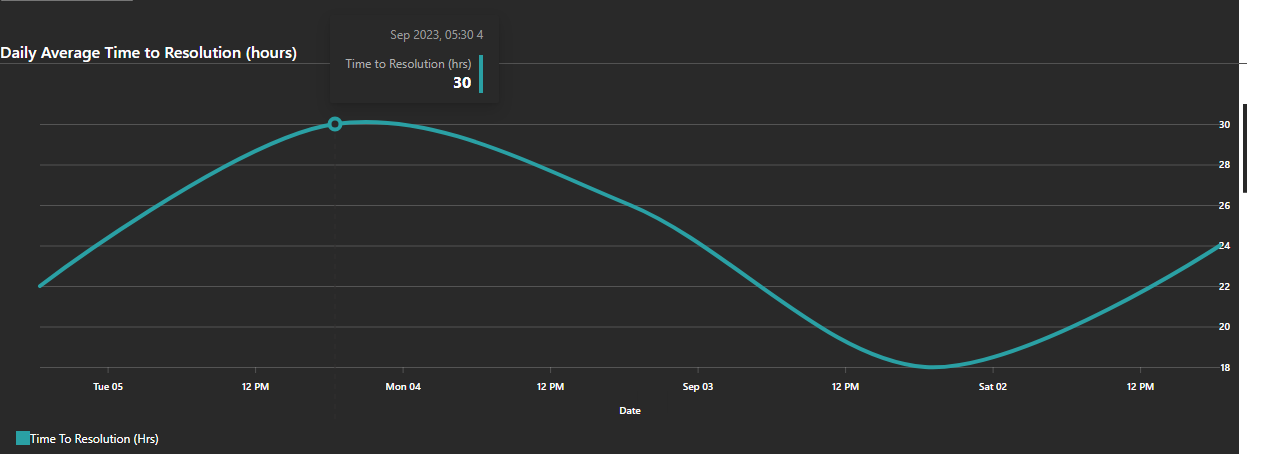 Sep 2023, 05:30 4
Daily Average Time to Resolution (hours)
Time to Resolution (hrs)
30
30
28
26
24
22
20
18
Tue 05 12 PM Mon 04 12 PM Sep 03 12 PM Sat 02 12 PM
Date
Time To Resolution (Hrs)